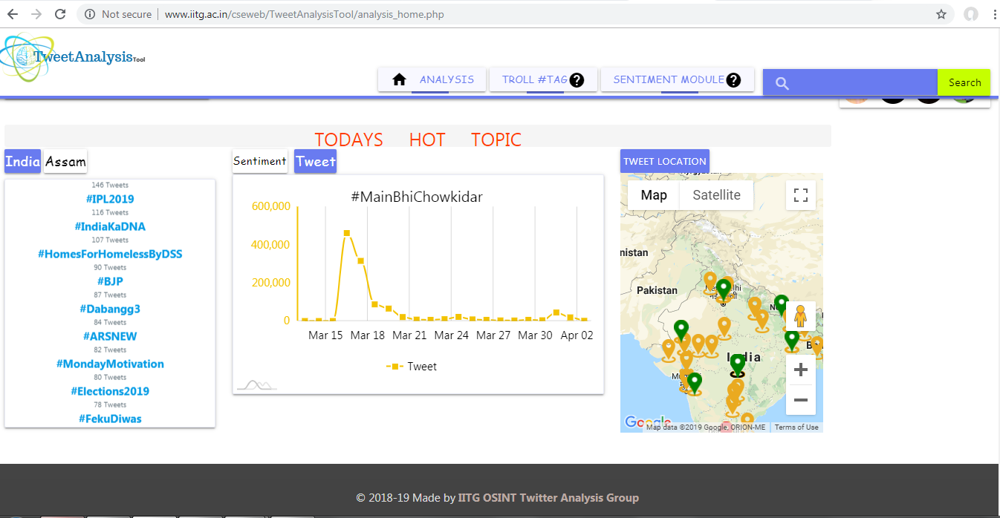 Not secure | www.iitg.ac.in/cseweb/TweetAnalysisTool/analysis_home.php
TweetAnalysisTool
ANALYSIS
TROLL #TAG
SENTIMENT MODULE
Search
TODAYS HOT TOPIC
India Assam
146 Tweets
#IPL2019
116 Tweets
#IndiaKaDNA
107 Tweets
#HomesForHomelessByDSS
90 Tweets
#BJP
87 Tweets
#Dabangg3
84 Tweets
#ARSNEW
82 Tweets
#MondayMotivation
80 Tweets
#Elections2019
78 Tweets
#FekuDiwas
Sentiment Tweet
#MainBhiChowkidar
600,000
400,000
200,000
0
Mar 15 Mar 18 Mar 21 Mar 24 Mar 27 Mar 30 Apr 02
Tweet
TWEET LOCATION
Map Satellite
nistan
Pakistan
India
Google
Map data ©2019 Google, ORION-ME Terms of Use
© 2018-19 Made by IITG OSINT Twitter Analysis Group